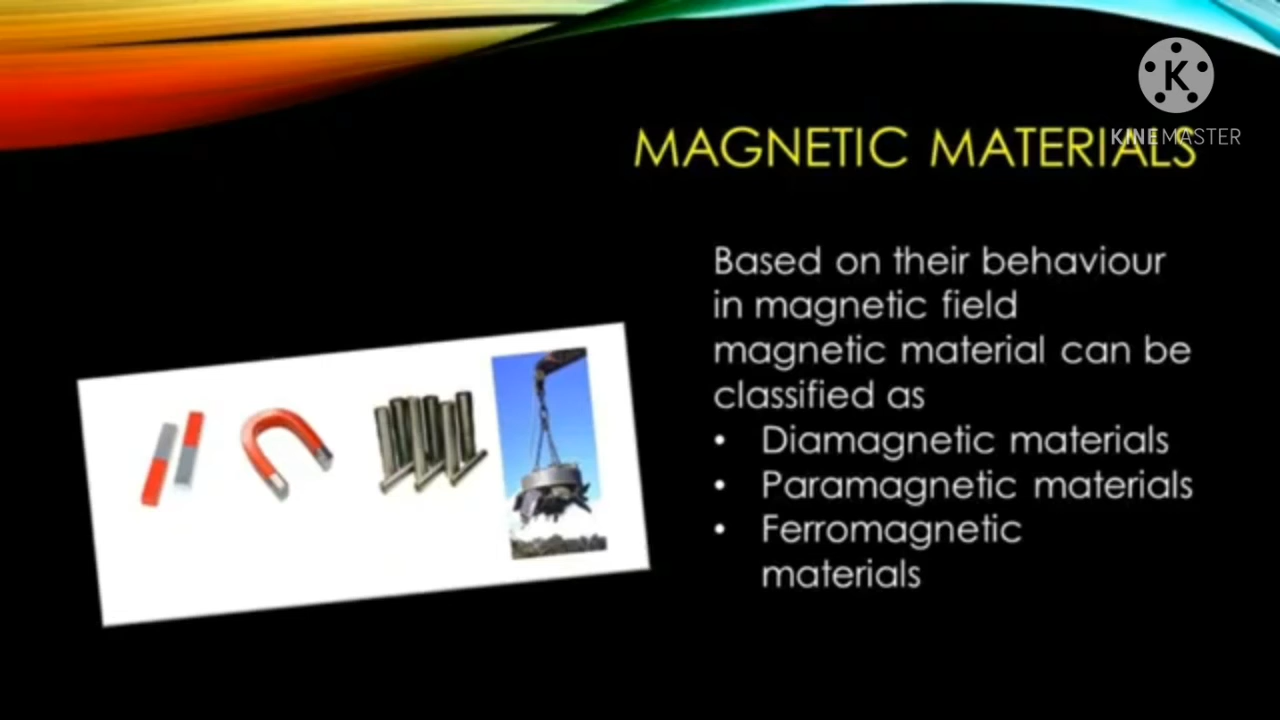 K
KINEMASTER
MAGNETIC MATERIALS
Based on their behaviour
in magnetic field
magnetic material can be
classified as
• Diamagnetic materials
• Paramagnetic materials
• Ferromagnetic
materials